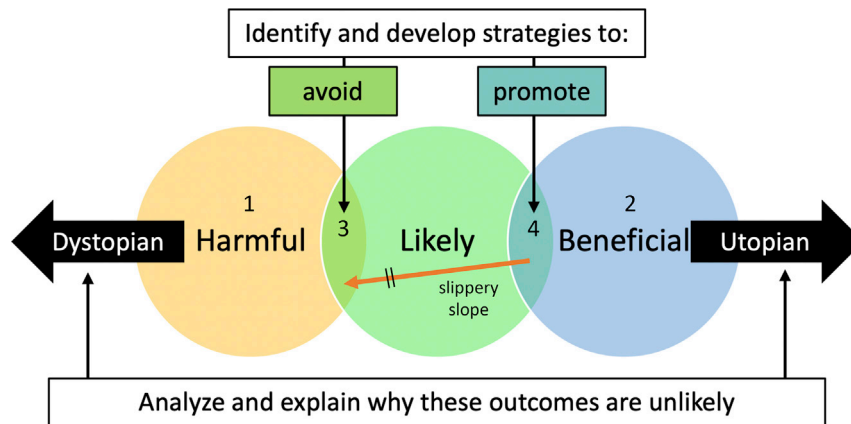 Identify and develop strategies to:
avoid
promote
1
2
3
4
Dystopian
Harmful
Likely
Beneficial
Utopian
slippery
slope
Analyze and explain why these outcomes are unlikely